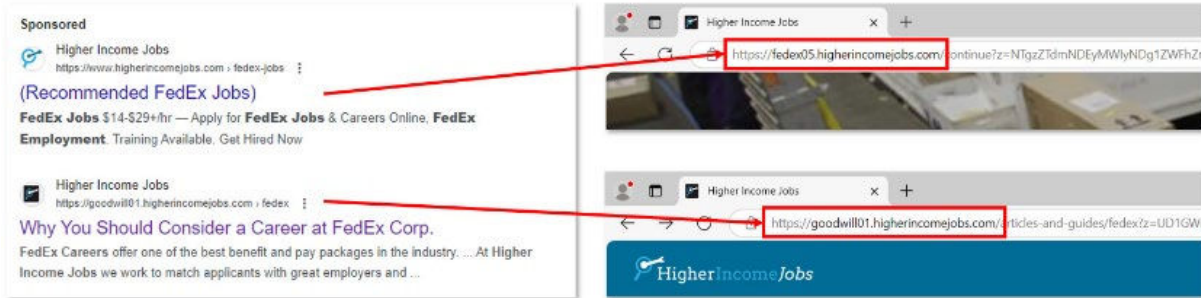 Sponsored
Higher Income Jobs
https://www.higherincomejobs.com › fedex-jobs
(Recommended FedEx Jobs)
FedEx Jobs $14-$29+/hr — Apply for FedEx Jobs & Careers Online, FedEx
Employment. Training Available. Get Hired Now
Higher Income Jobs
https://goodwill01.higherincomejobs.com › fedex
Why You Should Consider a Career at FedEx Corp.
FedEx Careers offer one of the best benefit and pay packages in the industry. ... At Higher
Income Jobs we work to match applicants with great employers and ...
Higher Income Jobs
https://fedex05.higherincomejobs.com/continue?z=
Higher Income Jobs
https://goodwill01.higherincomejobs.com/articles-and-guides/fedex?z=UD1GW
HigherIncomeJobs